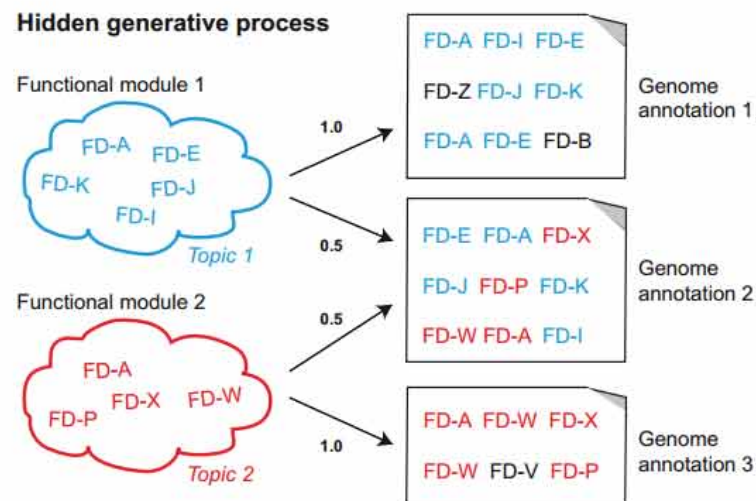 Hidden generative process
Functional module 1
FD-A
FD-E
FD-K
FD-J
FD-I
Topic 1
Functional module 2
FD-A
FD-X
FD-W
FD-P
Topic 2
1.0
0.5
0.5
1.0
FD-A FD-I FD-E
FD-Z FD-J FD-K
FD-A FD-E FD-B
Genome
annotation 1
FD-E FD-A FD-X
FD-J FD-P FD-K
FD-W FD-A FD-I
Genome
annotation 2
FD-A FD-W FD-X
FD-W FD-V FD-P
Genome
annotation 3